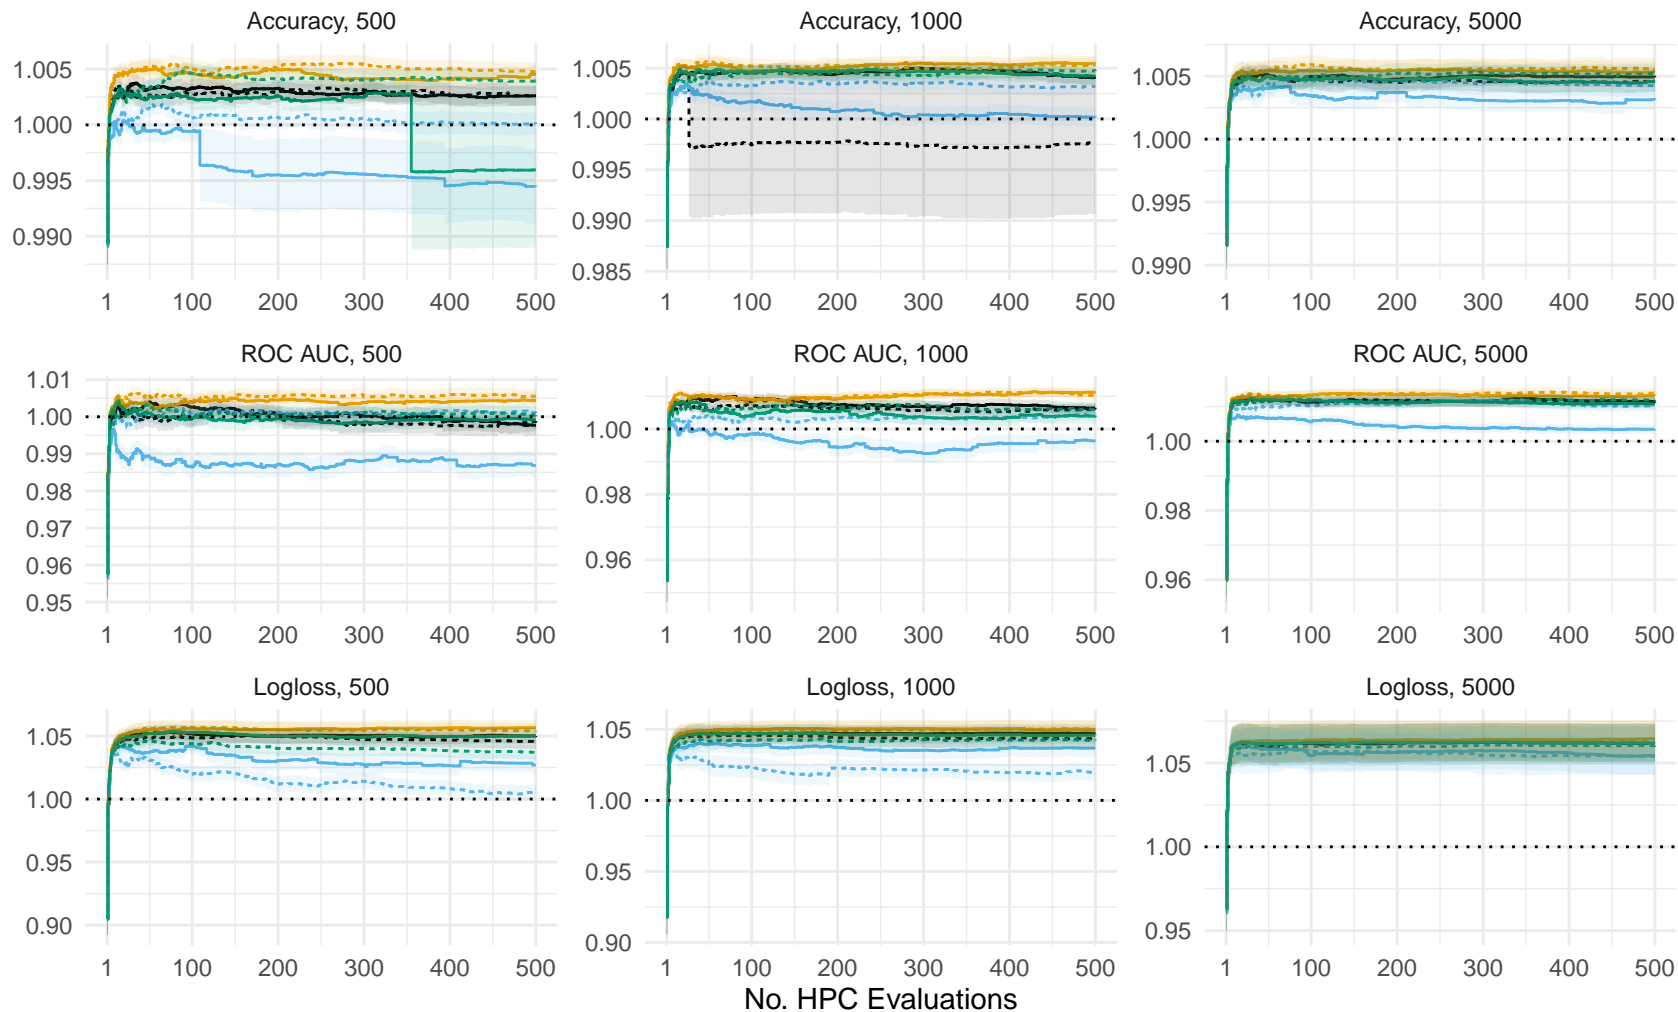 Accuracy, 500
Accuracy, 1000
Accuracy, 5000
1.005
1.000
0.995
0.990
1 100 200 300 400 500
1.005
1.000
0.995
0.990
0.985
1 100 200 300 400 500
1.005
1.000
0.995
0.990
1 100 200 300 400 500
ROC AUC, 500
ROC AUC, 1000
ROC AUC, 5000
1.01
1.00
0.99
0.98
0.97
0.96
0.95
1 100 200 300 400 500
1.00
0.98
0.96
1 100 200 300 400 500
1.00
0.98
0.96
1 100 200 300 400 500
Logloss, 500
Logloss, 1000
Logloss, 5000
1.05
1.00
0.95
0.90
1 100 200 300 400 500
1.05
1.00
0.95
0.90
1 100 200 300 400 500
1.05
1.00
0.95
1 100 200 300 400 500
No. HPC Evaluations